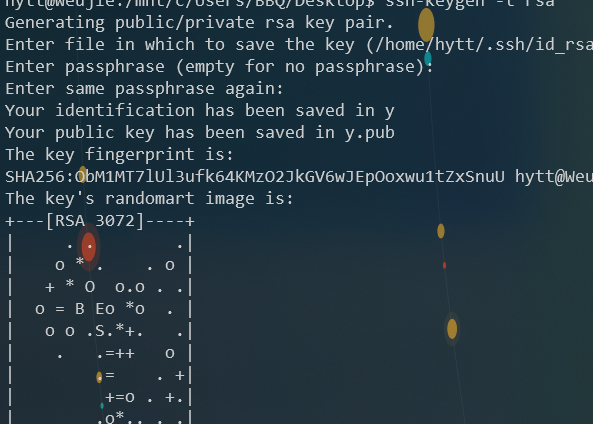 hytt@Weujie:/mnt/c/Users/BBQ/Desktop$ ssh-keygen -t rsa
Generating public/private rsa key pair.
Enter file in which to save the key (/home/hytt/.ssh/id_rsa
Enter passphrase (empty for no passphrase):
Enter same passphrase again:
Your identification has been saved in y
Your public key has been saved in y.pub
The key fingerprint is:
SHA256:ObM1MT7lUl3ufk64KMzO2JkGV6wJEpOoxwu1tZxSnuU hytt@Weu
The key's randomart image is:
+---[RSA 3072]----+
|      . .        .|
|     o * .    . o |
|    + * O  o.o . .|
|   o = B Eo *o  . |
|    o o .S.*+.   .|
|     .   .=++   o |
|         .=    . +|
|          +=o . +.|
|         .o*.. . .|